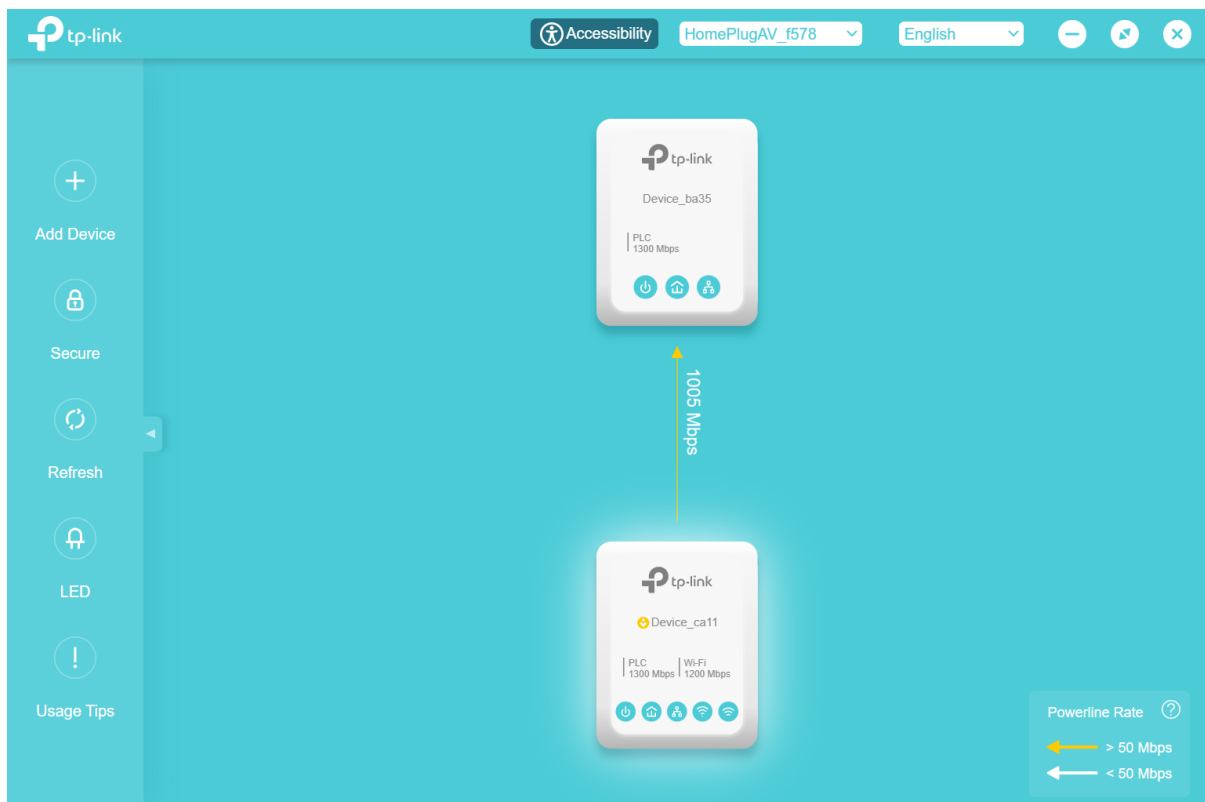 tp-link
Accessibility
HomePlugAV_f578
English
Add Device
Secure
Refresh
LED
Usage Tips
tp-link
Device_ba35
PLC
1300 Mbps
1005 Mbps
tp-link
Device_ca11
PLC
1300 Mbps
Wi-Fi
1200 Mbps
Powerline Rate ?
> 50 Mbps
< 50 Mbps